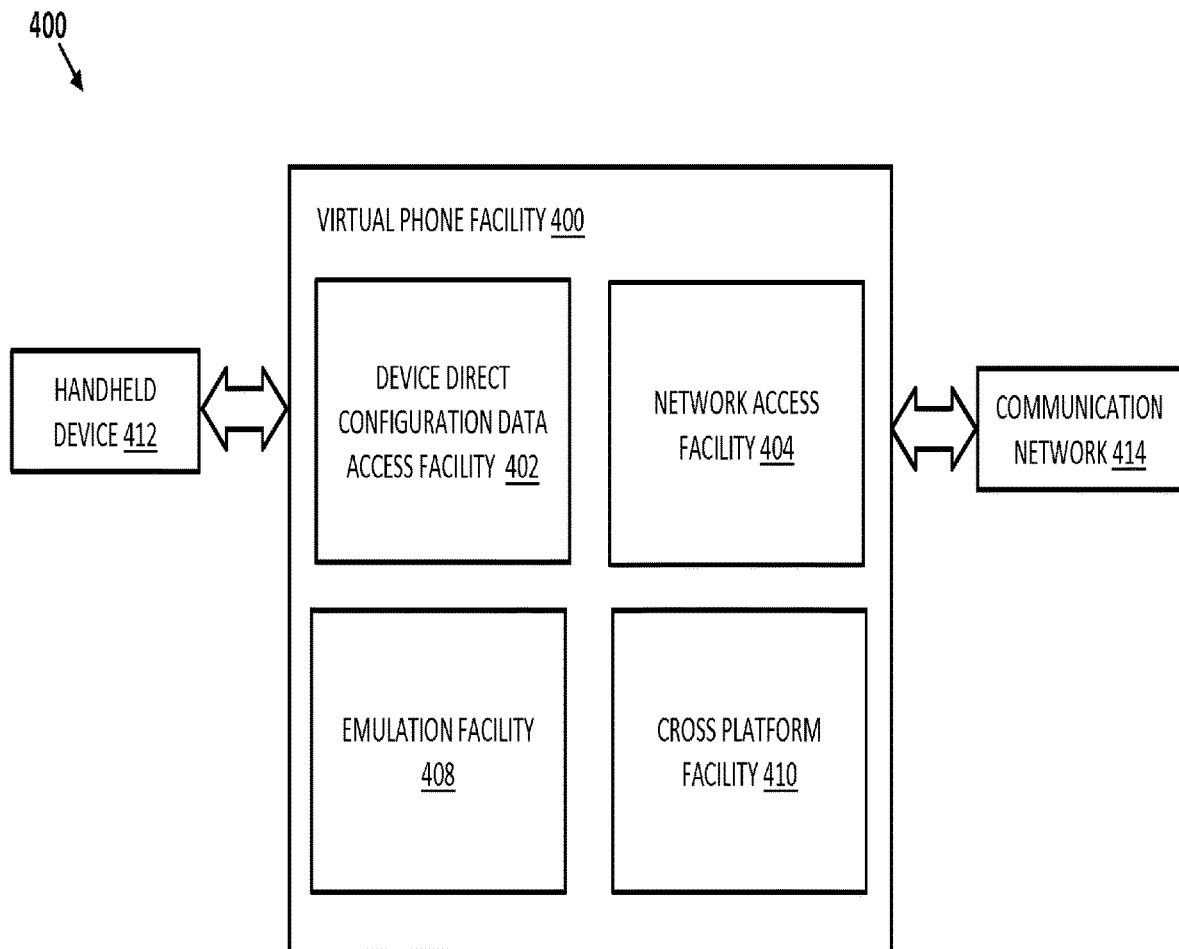 400
VIRTUAL PHONE FACILITY 400
DEVICE DIRECT
CONFIGURATION DATA
ACCESS FACILITY 402
NETWORK ACCESS
FACILITY 404
HANDHELD
DEVICE 412
COMMUNICATION
NETWORK 414
EMULATION FACILITY
408
CROSS PLATFORM
FACILITY 410